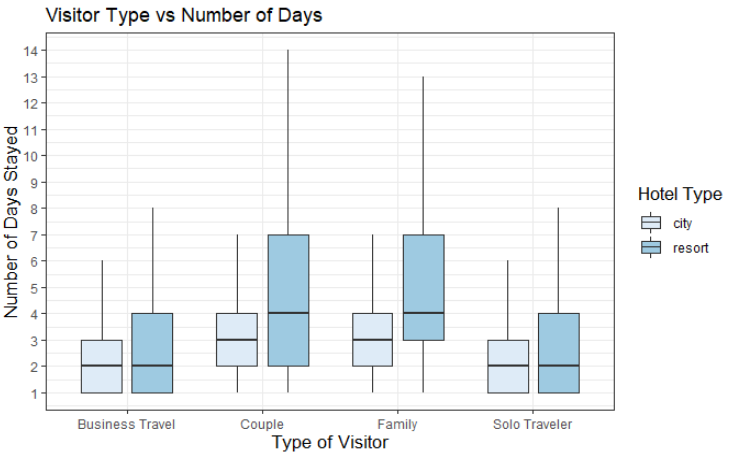 Visitor Type vs Number of Days
Number of Days Stayed
14
13
12
11
10
9
8
7
6
5
4
3
2
1
Business Travel
Couple
Family
Solo Traveler
Type of Visitor
Hotel Type
city
resort